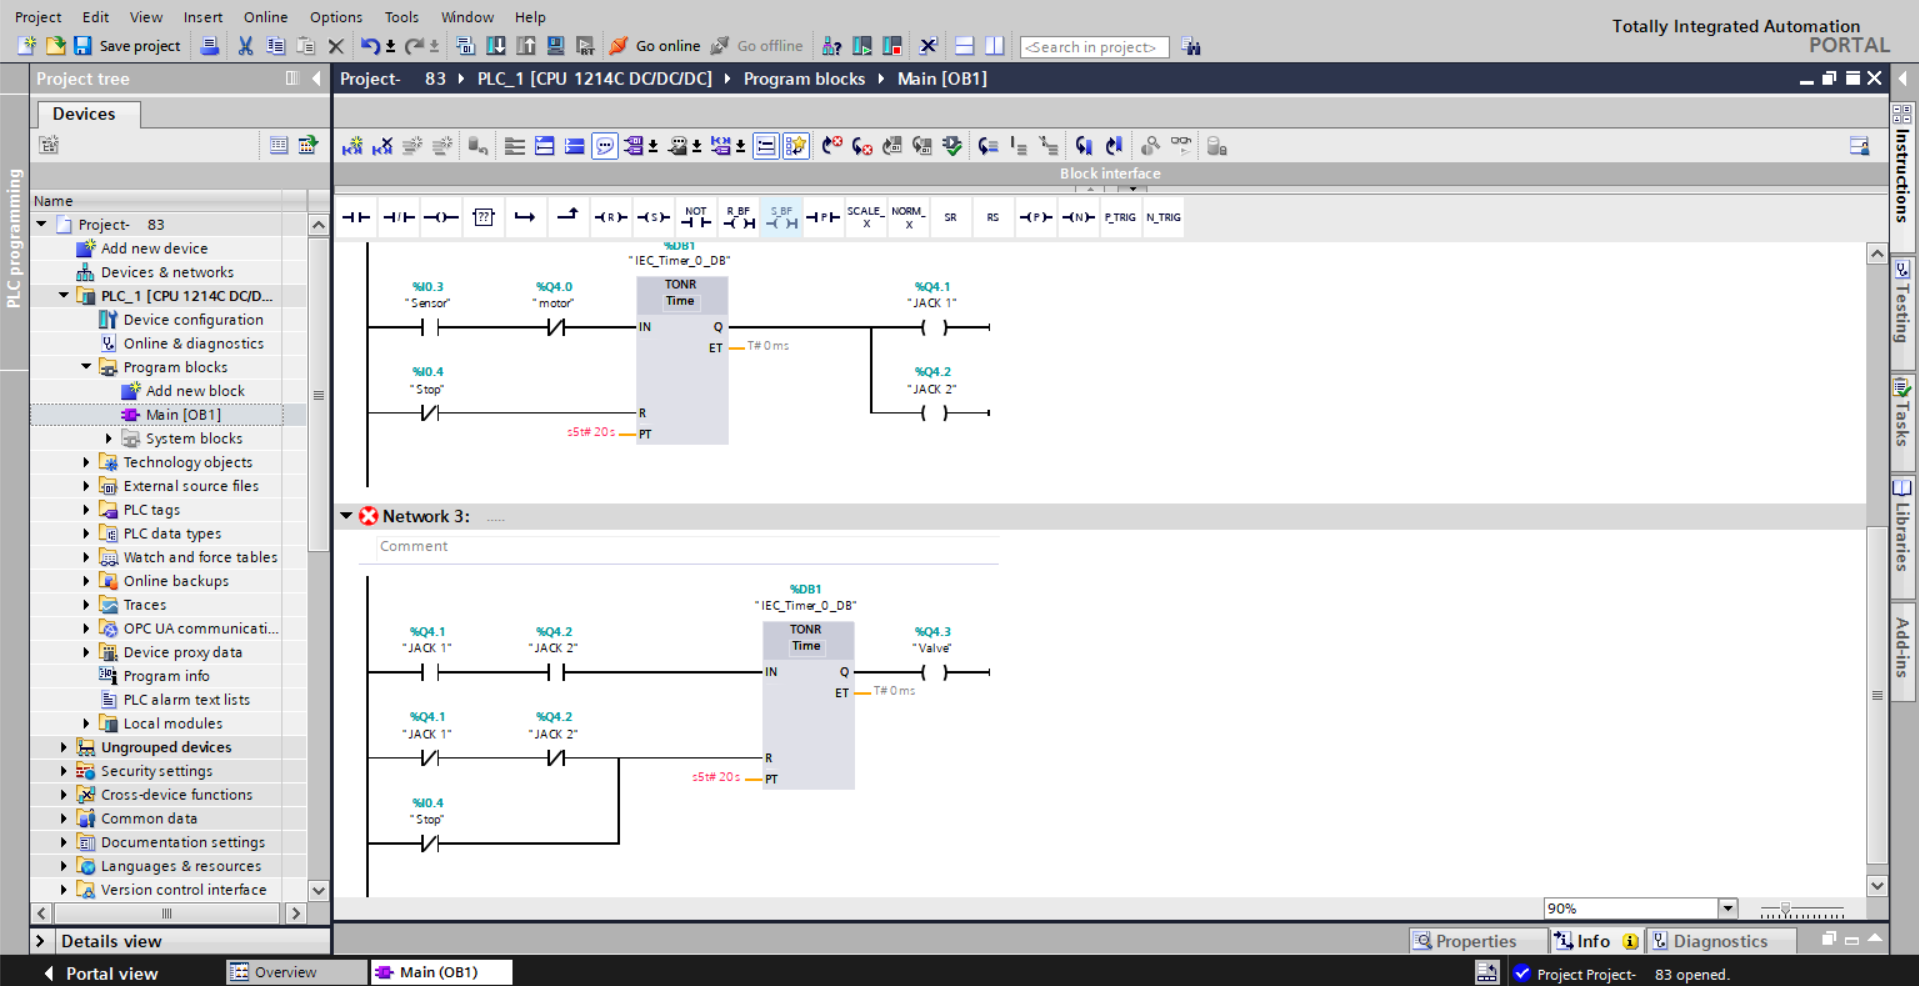 Project Edit View Insert Online Options Tools Window Help
Totally Integrated Automation
PORTAL
Save project
Go online
Go offline
<Search in project>
Project tree
Project- 83 PLC_1 [CPU 1214C DC/DC/DC] Program blocks Main [OB1]
Devices
PLC programming
Block interface
Name
Project- 83
Add new device
Devices & networks
PLC_1 [CPU 1214C DC/D...
Device configuration
Online & diagnostics
Program blocks
Add new block
Main [OB1]
System blocks
Technology objects
External source files
PLC tags
PLC data types
Watch and force tables
Online backups
Traces
OPC UA communicati...
Device proxy data
Program info
PLC alarm text lists
Local modules
Ungrouped devices
Security settings
Cross-device functions
Common data
Documentation settings
Languages & resources
Version control interface
Details view
?? R S NOT R_BF S_BF P SCALE_X NORM_X SR RS P N P_TRIG N_TRIG
%DB1
"IEC_Timer_0_DB"
%I0.3 %Q4.0 TONR %Q4.1
"Sensor" "motor" Time "JACK 1"
IN Q
ET T#0ms
%I0.4 %Q4.2
"Stop" "JACK 2"
R
s5t#20s PT
Network 3: .....
Comment
%DB1
"IEC_Timer_0_DB"
%Q4.1 %Q4.2 TONR %Q4.3
"JACK 1" "JACK 2" Time "Valve"
IN Q
ET T#0ms
%Q4.1 %Q4.2
"JACK 1" "JACK 2"
R
s5t#20s PT
%I0.4
"Stop"
90%
Instructions
Testing
Tasks
Libraries
Add-ins
Properties Info Diagnostics
Portal view Overview Main (OB1) Project Project- 83 opened.